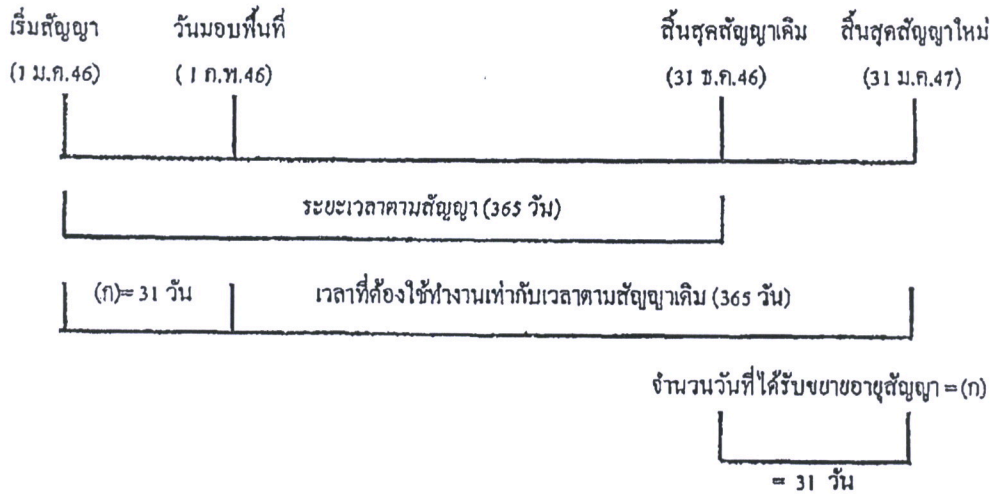 เริ่มสัญญา วันมอบพื้นที่ สิ้นสุดสัญญาเดิม สิ้นสุดสัญญาใหม่
(1 ม.ค.46) (1 ก.พ.46) (31 ธ.ค.46) (31 ม.ค.47)
ระยะเวลาตามสัญญา (365 วัน)
(ก)= 31 วัน เวลาที่ต้องใช้ทำงานเท่ากับเวลาตามสัญญาเดิม (365 วัน)
จำนวนวันที่ได้รับขยายอายุสัญญา = (ก)
= 31 วัน